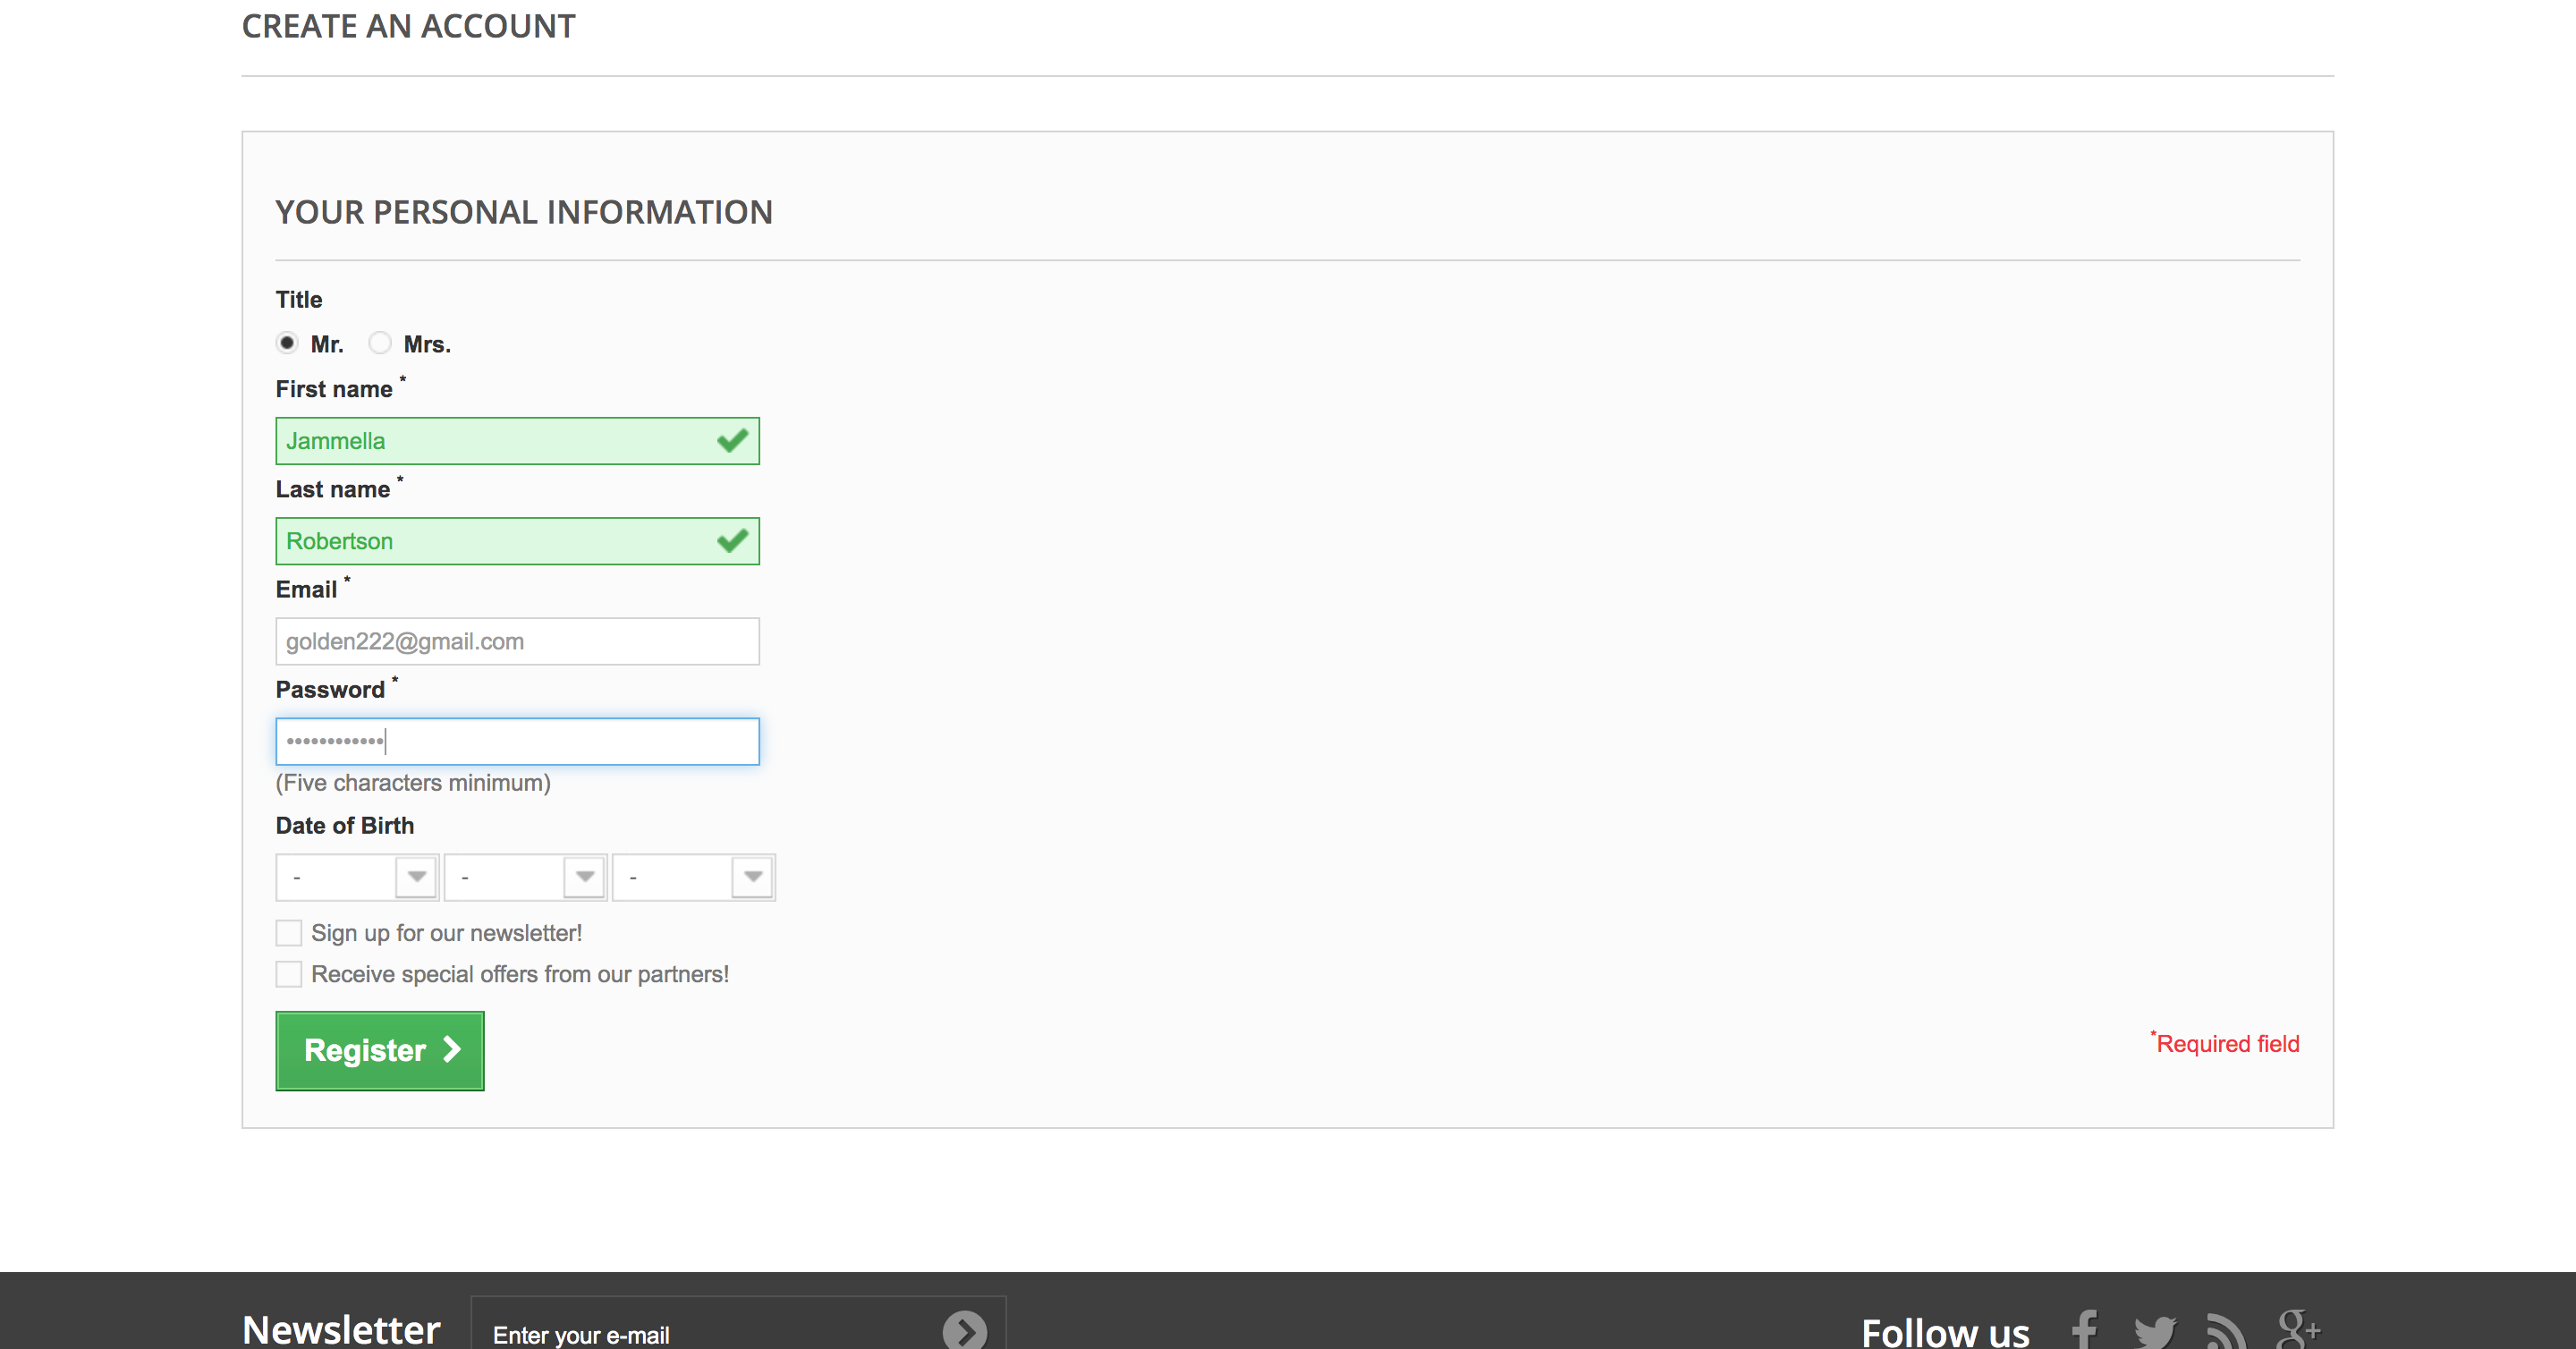 CREATE AN ACCOUNT
YOUR PERSONAL INFORMATION
Title
Mr. Mrs.
First name *
Jammella
Last name *
Robertson
Email *
golden222@gmail.com
Password *
••••••••••••
(Five characters minimum)
Date of Birth
- - -
Sign up for our newsletter!
Receive special offers from our partners!
Register
*Required field
Newsletter Enter your e-mail Follow us